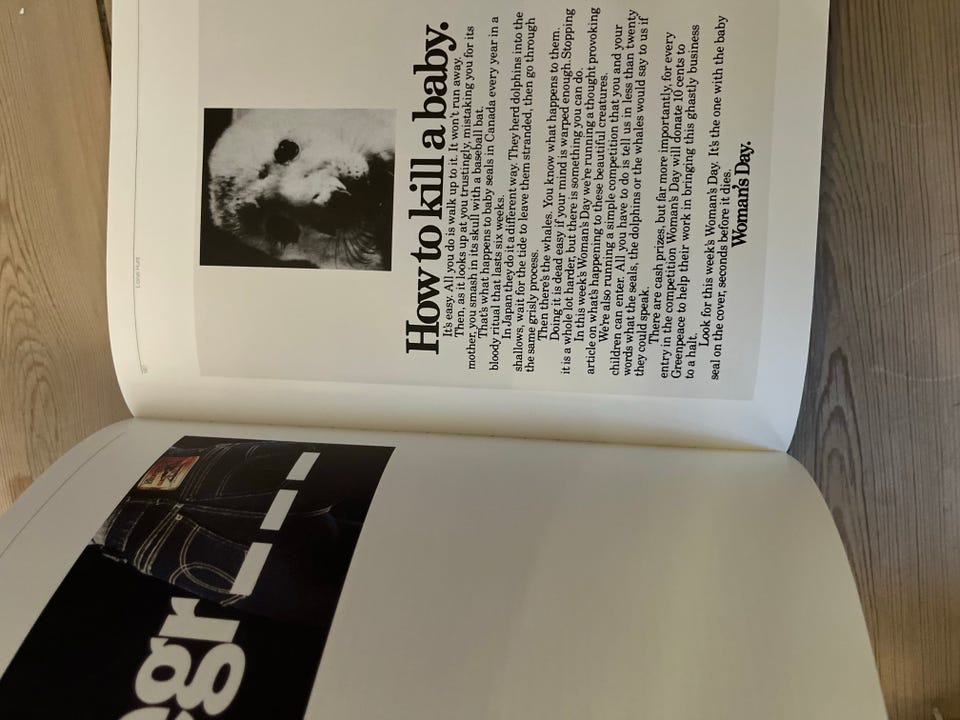 Lionel Hunt
How to kill a baby.
It's easy. All you do is walk up to it. It won't run away.
Then, as it looks up at you trustingly, mistaking you for its
mother, you smash in its skull with a baseball bat.
That's what happens to baby seals in Canada every year in a
bloody ritual that lasts six weeks.
In Japan they do it a different way. They herd dolphins into the
shallows, wait for the tide to leave them stranded, then go through
the same grisly process.
Then there's the whales. You know what happens to them.
Doing it is dead easy if your mind is warped enough. Stopping
it is a whole lot harder, but there is something you can do.
In this week's Woman's Day we're running a thought provoking
article on what's happening to these beautiful creatures.
We're also running a simple competition that you and your
children can enter. All you have to do is tell us in less than twenty
words what the seals, the dolphins or the whales would say to us if
they could speak.
There are cash prizes, but far more importantly, for every
entry in the competition Woman's Day will donate 10 cents to
Greenpeace to help their work in bringing this ghastly business
to a halt.
Look for this week's Woman's Day. It's the one with the baby
seal on the cover, seconds before it dies.
Woman's Day.
gr